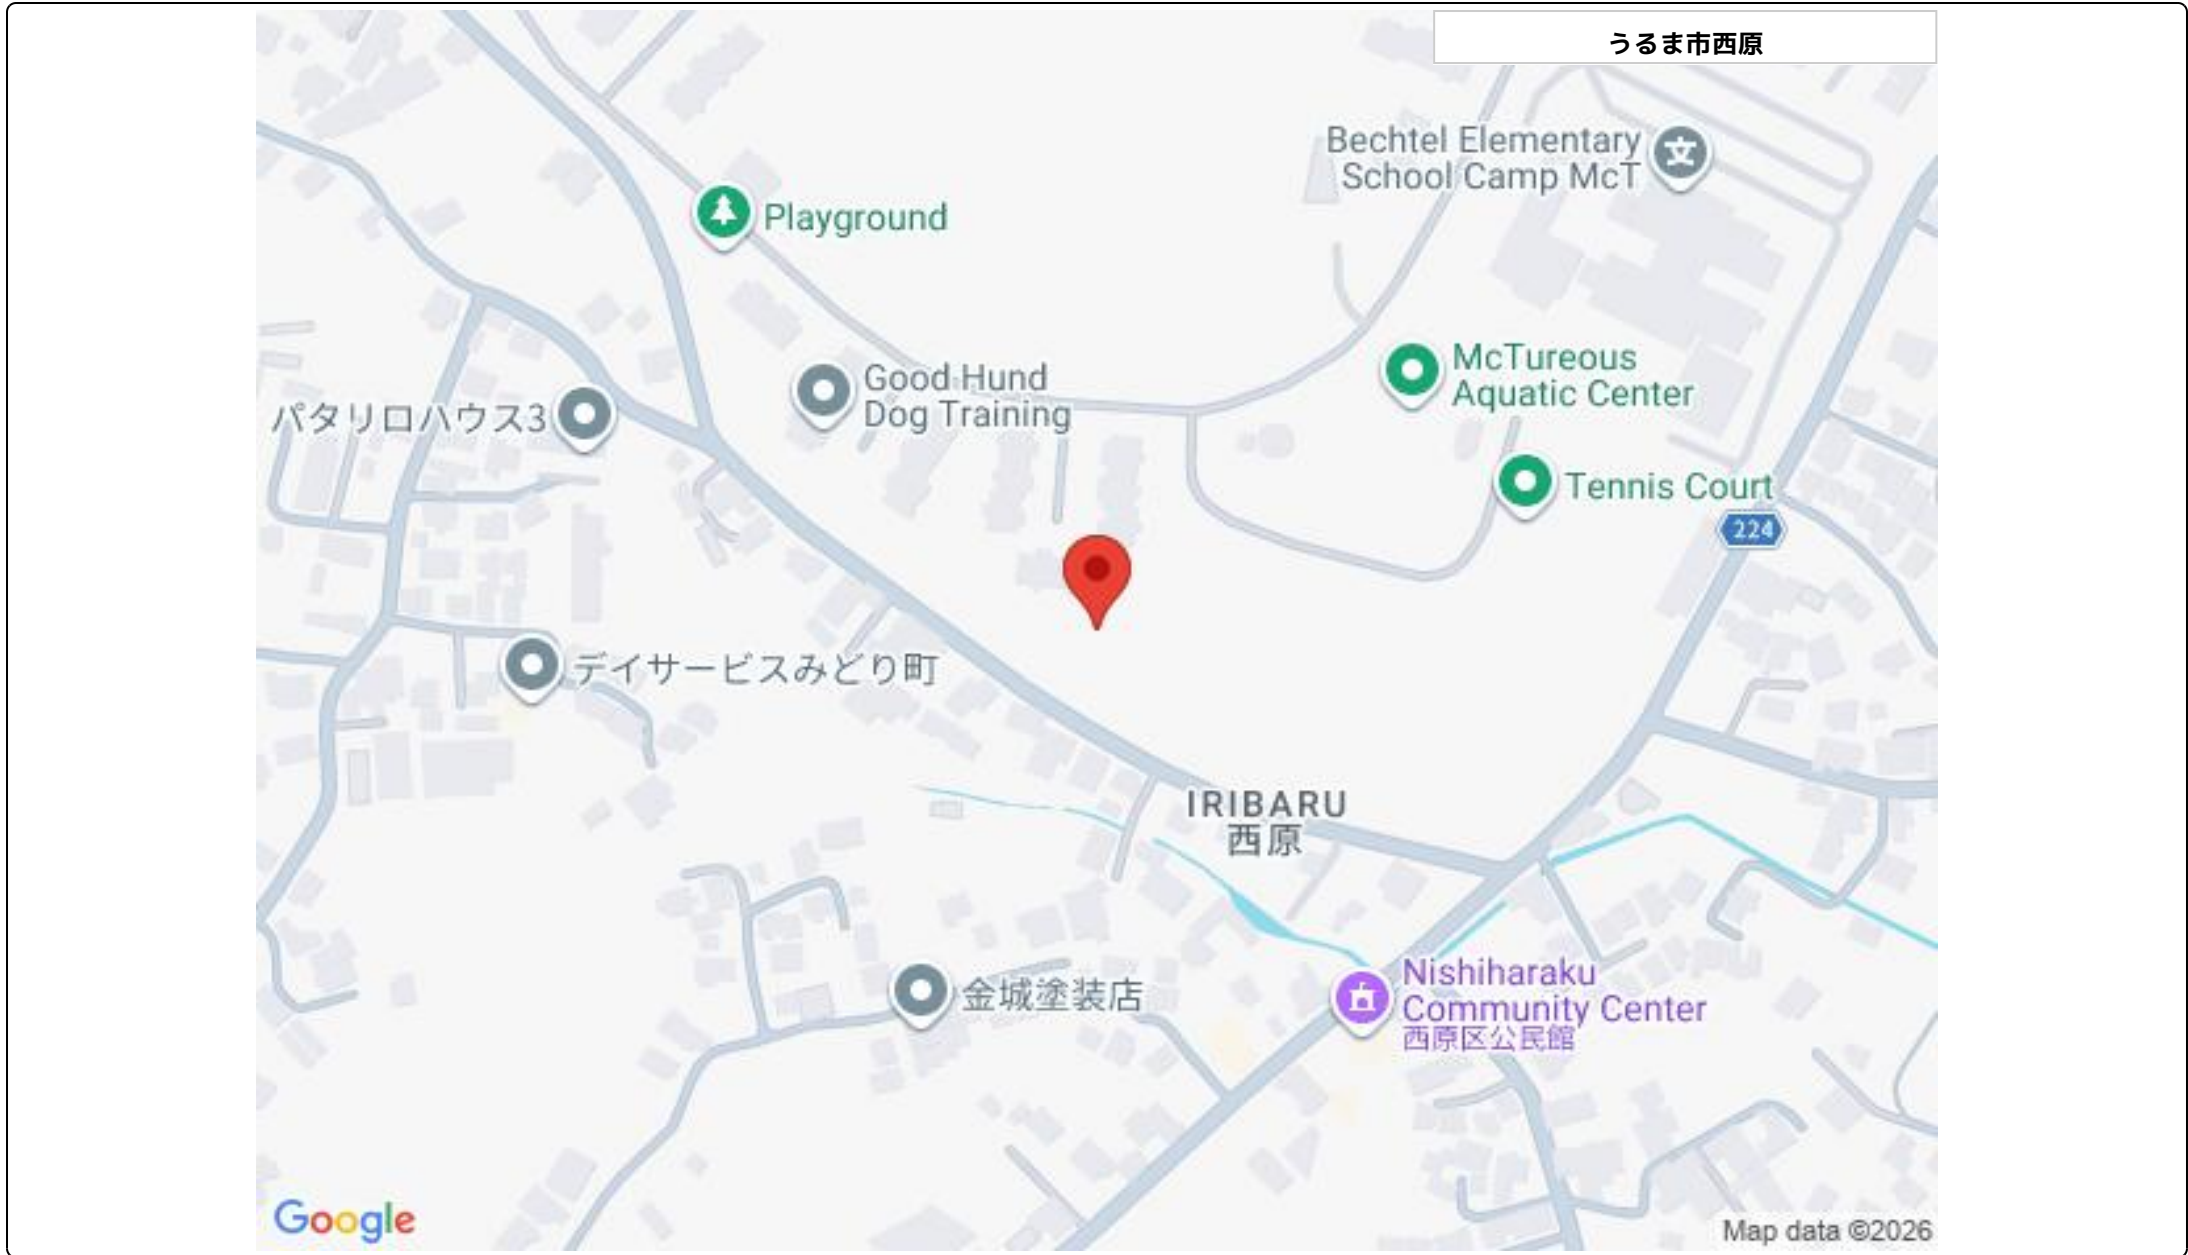 うるま市西原
Bechtel Elementary
School Camp McT
Playground
McTureous
Aquatic Center
Good Hund
Dog Training
パタリロハウス3
Tennis Court
224
デイサービスみどり町
IRIBARU
西原
Nishiharaku
Community Center
西原区公民館
金城塗装店
Google
Map data ©2026